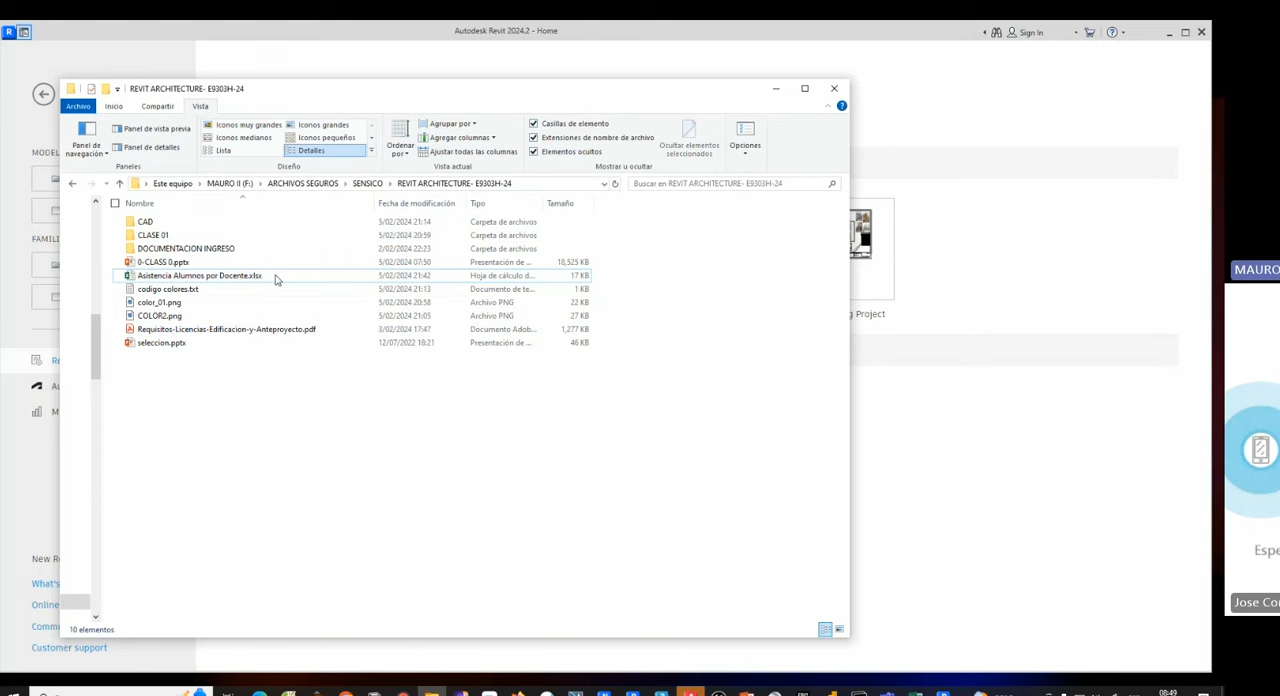 Autodesk Revit 2024.2 - Home
Sign In
REVIT ARCHITECTURE- E9303H-24
Archivo Inicio Compartir Vista
Panel de navegación
Panel de vista previa
Panel de detalles
Paneles
Iconos muy grandes Iconos grandes
Iconos medianos Iconos pequeños
Lista Detalles
Diseño
Ordenar por
Agrupar por
Agregar columnas
Ajustar todas las columnas
Vista actual
Casillas de elemento
Extensiones de nombre de archivo
Elementos ocultos
Ocultar elementos seleccionados
Mostrar u ocultar
Opciones
Este equipo > MAURO II (F:) > ARCHIVOS SEGUROS > SENSICO > REVIT ARCHITECTURE- E9303H-24
Buscar en REVIT ARCHITECTURE- E9303H-24
Nombre Fecha de modificación Tipo Tamaño
CAD 5/02/2024 21:14 Carpeta de archivos
CLASE 01 5/02/2024 20:59 Carpeta de archivos
DOCUMENTACION INGRESO 2/02/2024 22:23 Carpeta de archivos
0-CLASS 0.pptx 5/02/2024 07:50 Presentación de ... 18,525 KB
Asistencia Alumnos por Docente.xlsx 5/02/2024 21:42 Hoja de cálculo d... 17 KB
codigo colores.txt 5/02/2024 21:13 Documento de te... 1 KB
color_01.png 5/02/2024 20:58 Archivo PNG 22 KB
COLOR2.png 5/02/2024 21:05 Archivo PNG 27 KB
Requisitos-Licencias-Edificacion-y-Anteproyecto.pdf 3/02/2024 17:47 Documento Adob... 1,277 KB
seleccion.pptx 12/07/2022 18:21 Presentación de ... 46 KB
10 elementos
MODEL
FAMIL
Re
Au
M
New Re
What's
Online
Commu
Customer support
g Project
MAURO
Espe
Jose Cor
08:49